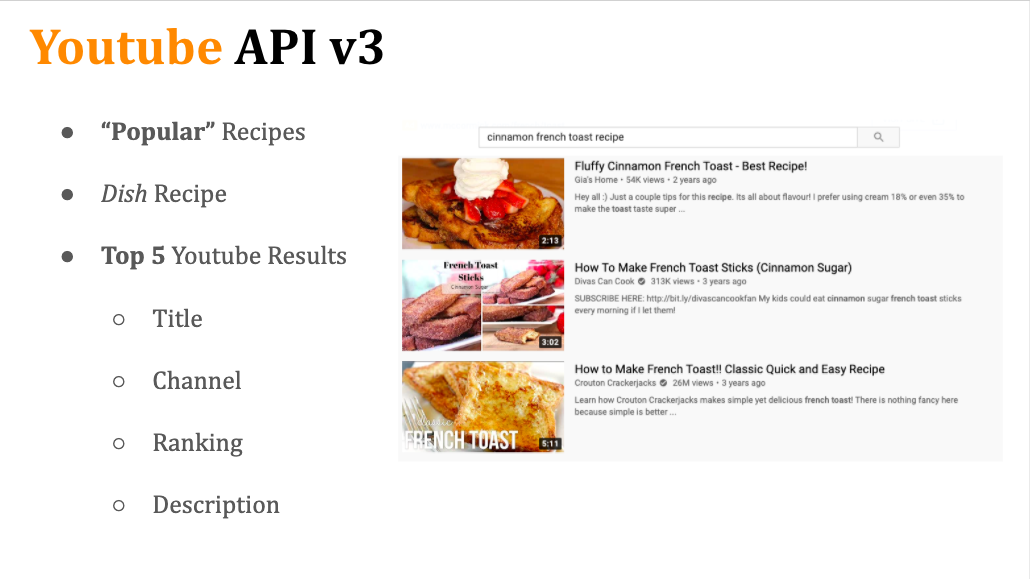 Youtube API v3
● “Popular” Recipes
● Dish Recipe
● Top 5 Youtube Results
○ Title
○ Channel
○ Ranking
○ Description
cinnamon french toast recipe
2:13
Fluffy Cinnamon French Toast - Best Recipe!
Gia's Home • 54K views • 2 years ago
Hey all :) Just a couple tips for this recipe. Its all about flavour! I prefer using cream 18% or even 35% to
make the toast taste super ...
French Toast
Sticks
Cinnamon Sugar
3:02
How To Make French Toast Sticks (Cinnamon Sugar)
Divas Can Cook • 313K views • 3 years ago
SUBSCRIBE HERE: http://bit.ly/divascancookfan My kids could eat cinnamon sugar french toast sticks
every morning if I let them!
FRENCH TOAST
5:11
How to Make French Toast!! Classic Quick and Easy Recipe
Crouton Crackerjacks • 26M views • 3 years ago
Learn how Crouton Crackerjacks makes simple yet delicious french toast! There is nothing fancy here
because simple is better ...